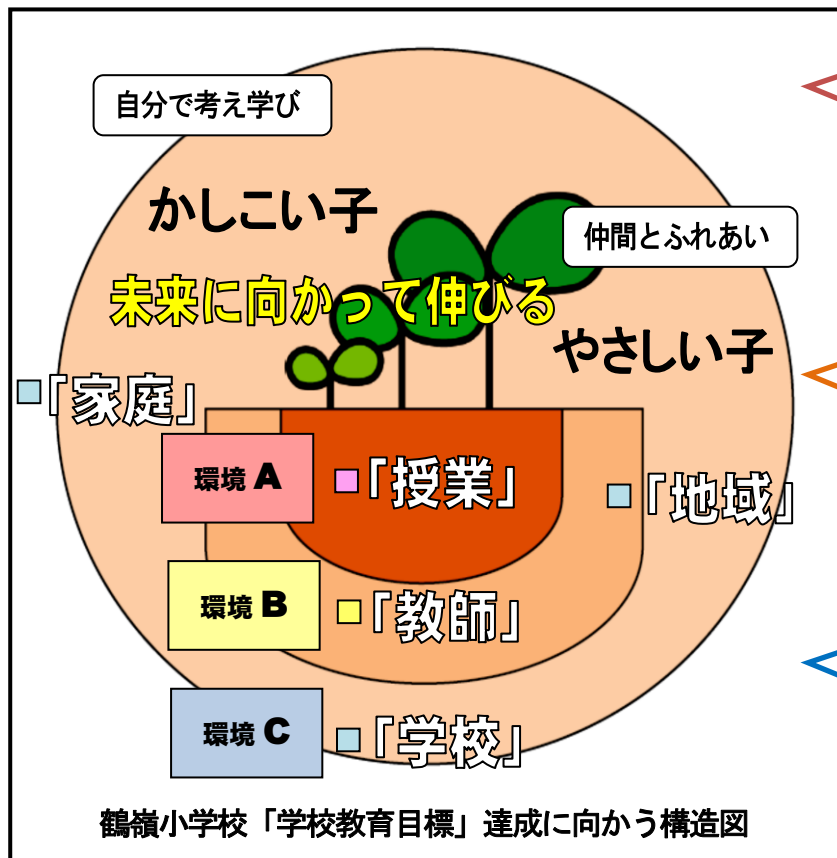 自分で考え学び
かしこい子
仲間とふれあい
未来に向かって伸びる
やさしい子
「家庭」
環境 A
「授業」
「地域」
環境 B
「教師」
環境 C
「学校」
鶴嶺小学校「学校教育目標」達成に向かう構造図